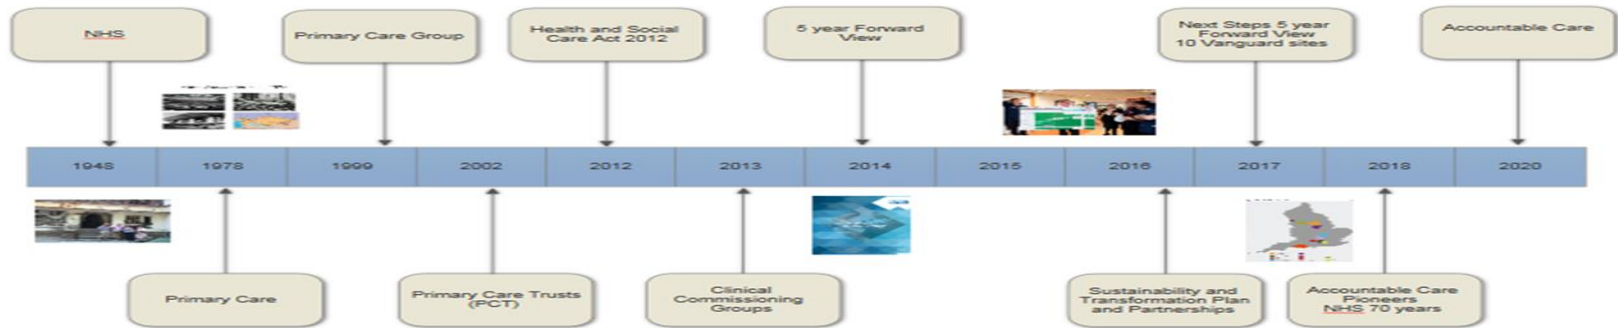 NHS
Primary Care Group
Health and Social
Care Act 2012
5 year Forward
View
Next Steps 5 year
Forward View
10 Vanguard sites
Accountable Care
1948 1978 1999 2002 2012 2013 2014 2015 2016 2017 2018 2020
Primary Care
Primary Care Trusts
(PCT)
Clinical
Commissioning
Groups
Sustainability and
Transformation Plan
and Partnerships
Accountable Care
Pioneers
NHS 70 years